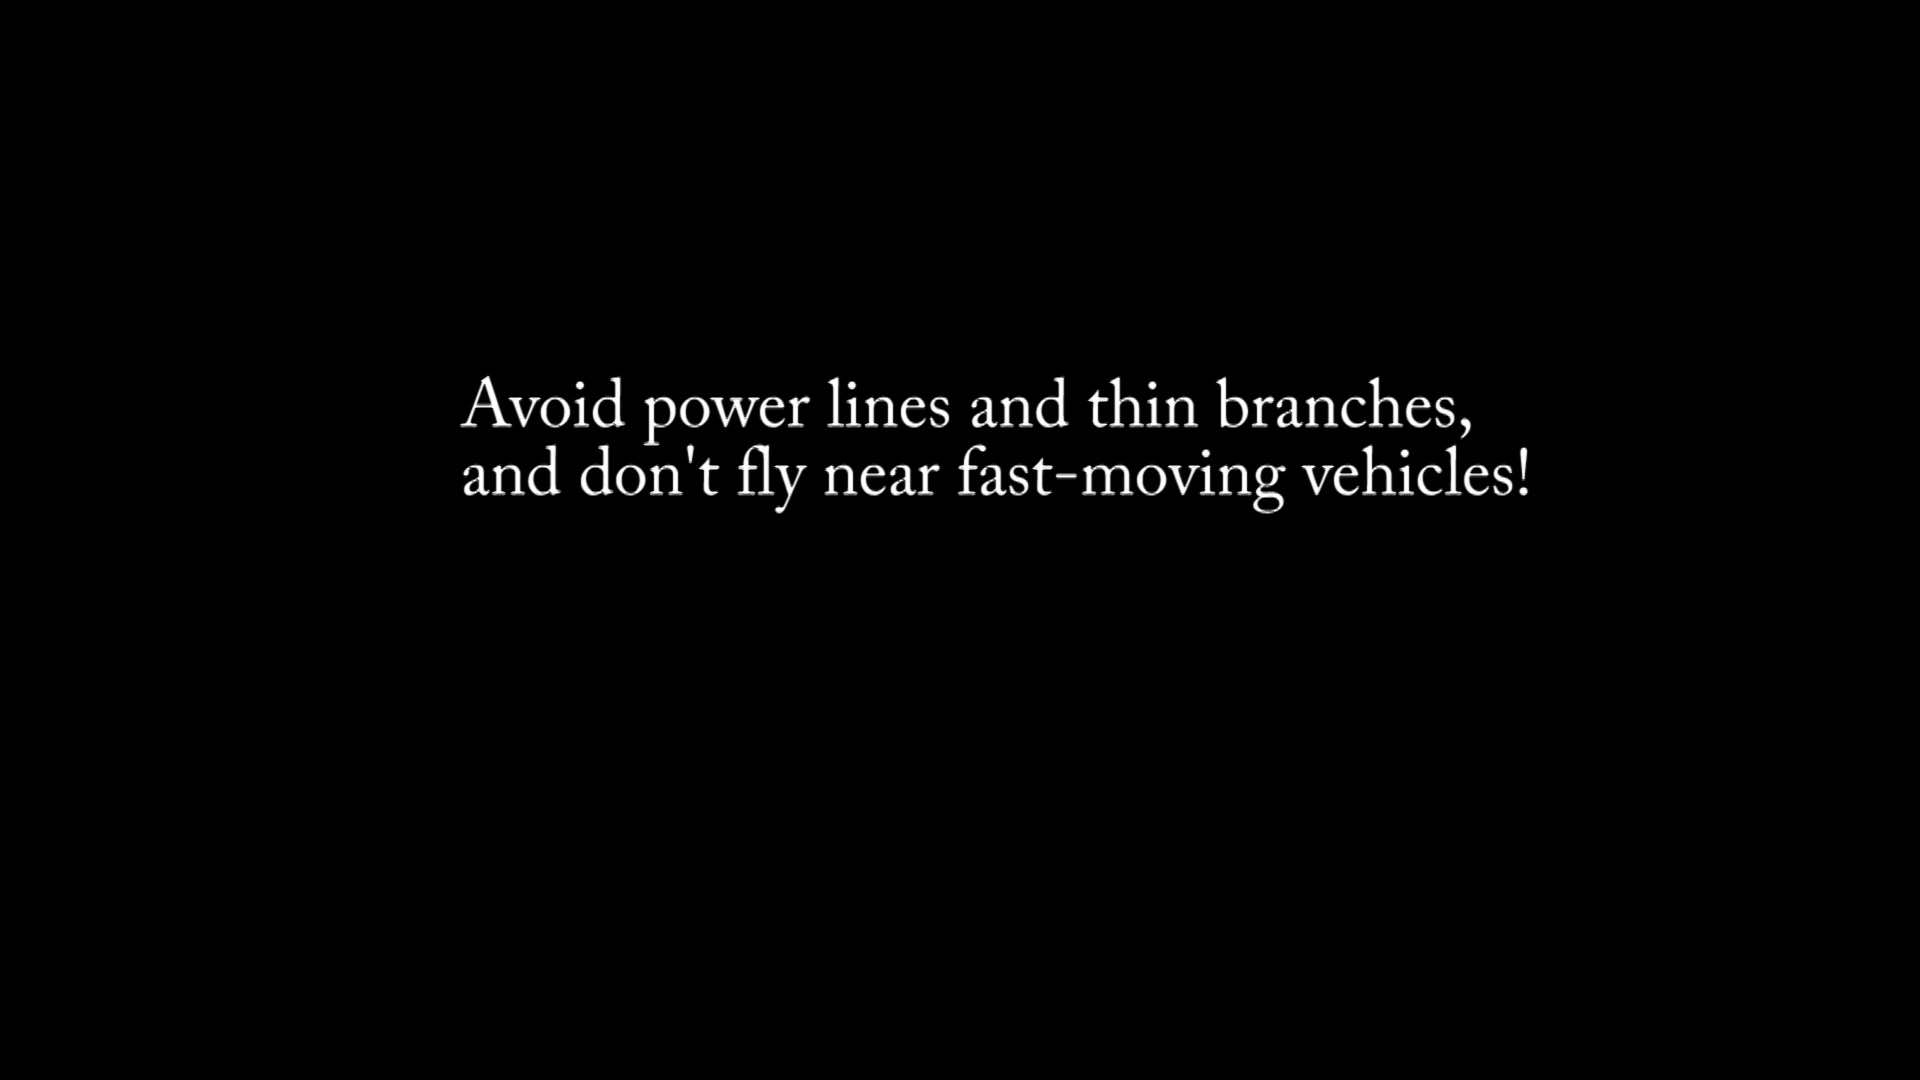 Avoid power lines and thin branches,
and don't fly near fast-moving vehicles!